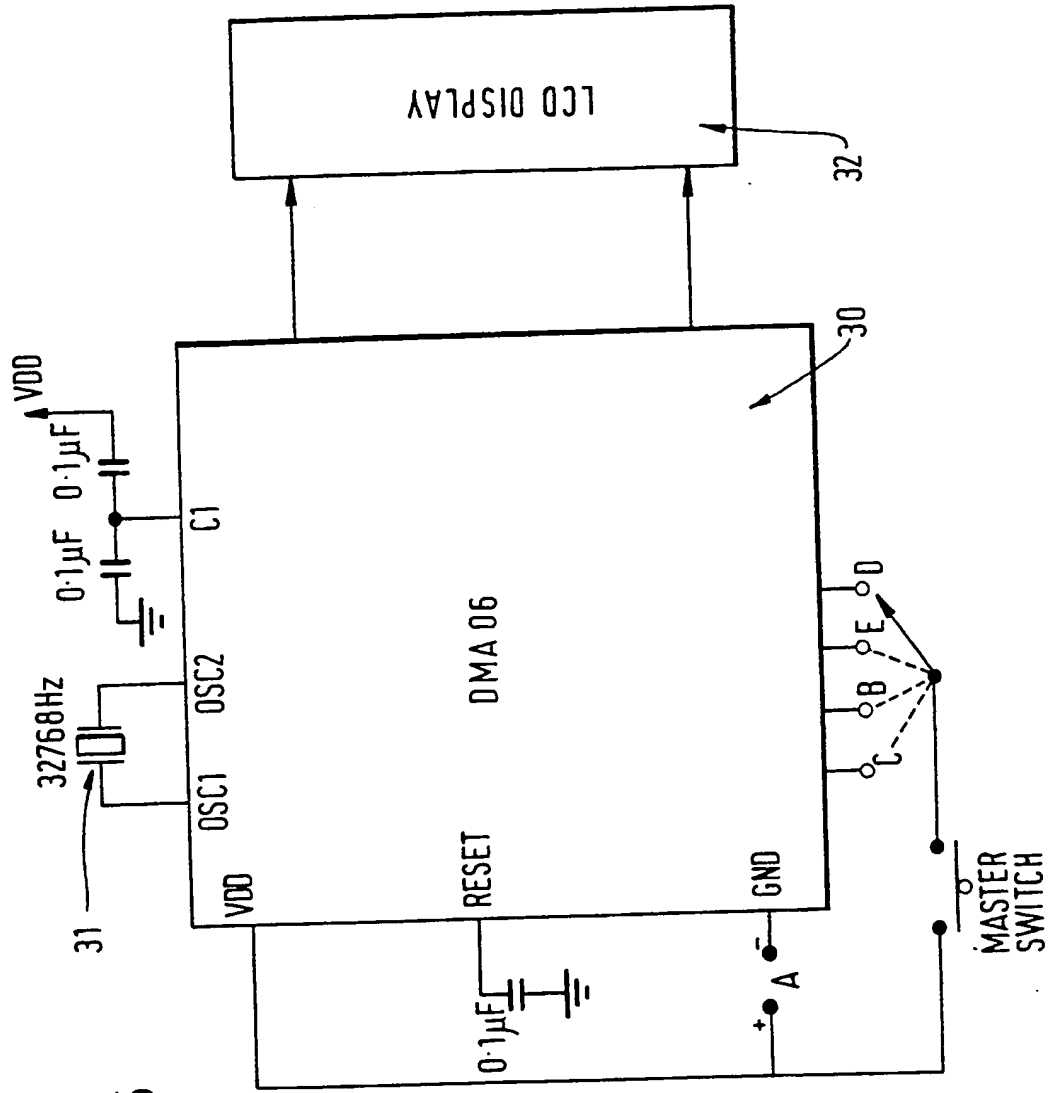 VDD
0·1µF
0·1µF
32768Hz
31
C1
OSC2
OSC1
VDD
RESET
GND
DMA 06
LCD DISPLAY
32
30
0·1µF
+
-
A
C
B
E
D
MASTER
SWITCH